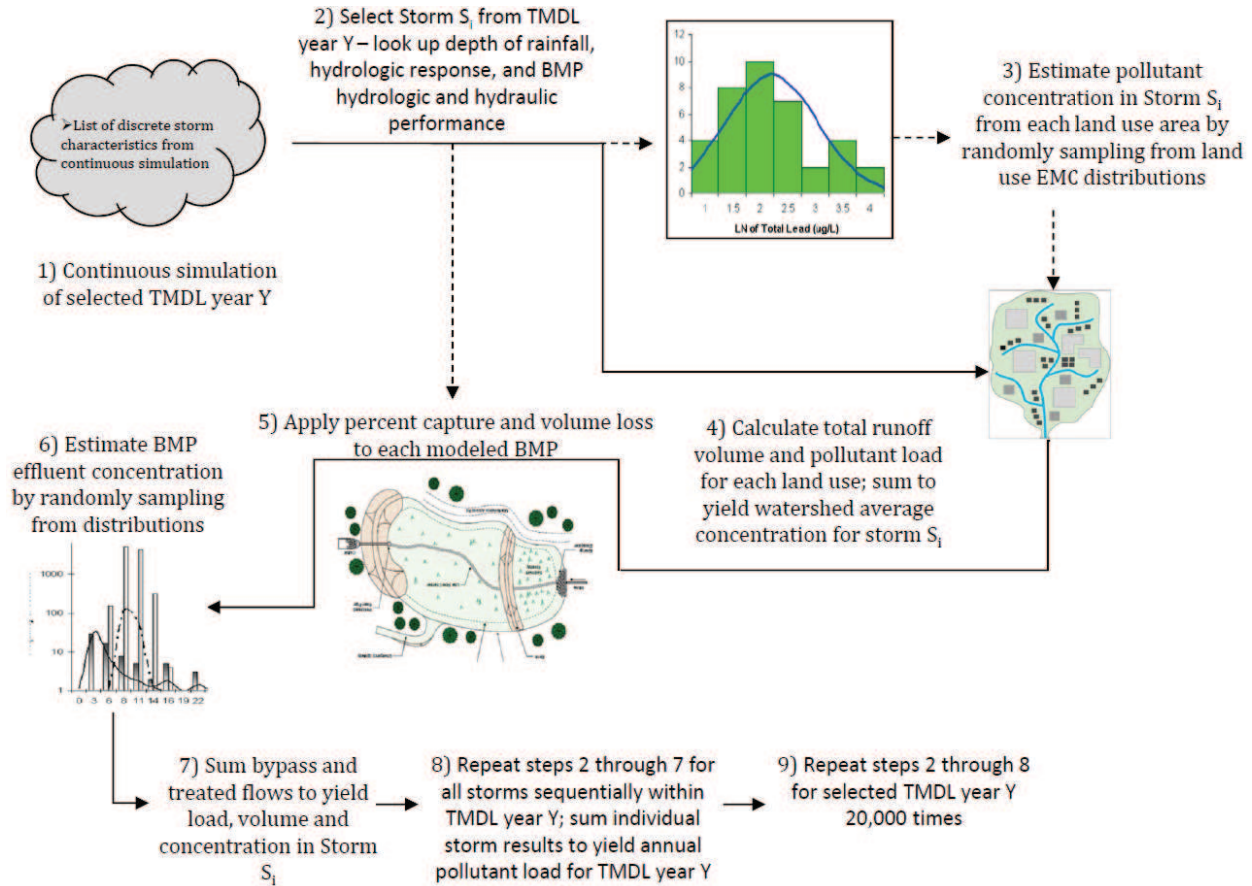 ➢List of discrete storm
characteristics from
continuous simulation
1) Continuous simulation
of selected TMDL year Y
2) Select Storm Si from TMDL
year Y – look up depth of rainfall,
hydrologic response, and BMP
hydrologic and hydraulic
performance
12
10
8
6
4
2
0
1 1.5 2 2.5 3 3.5 4
LN of Total Lead (ug/L)
3) Estimate pollutant
concentration in Storm Si
from each land use area by
randomly sampling from land
use EMC distributions
4) Calculate total runoff
volume and pollutant load
for each land use; sum to
yield watershed average
concentration for storm Si
5) Apply percent capture and volume loss
to each modeled BMP
6) Estimate BMP
effluent concentration
by randomly sampling
from distributions
1000
100
10
1
0 3 6 8 11 14 16 19 22
7) Sum bypass and
treated flows to yield
load, volume and
concentration in Storm
Si
8) Repeat steps 2 through 7 for
all storms sequentially within
TMDL year Y; sum individual
storm results to yield annual
pollutant load for TMDL year Y
9) Repeat steps 2 through 8
for selected TMDL year Y
20,000 times